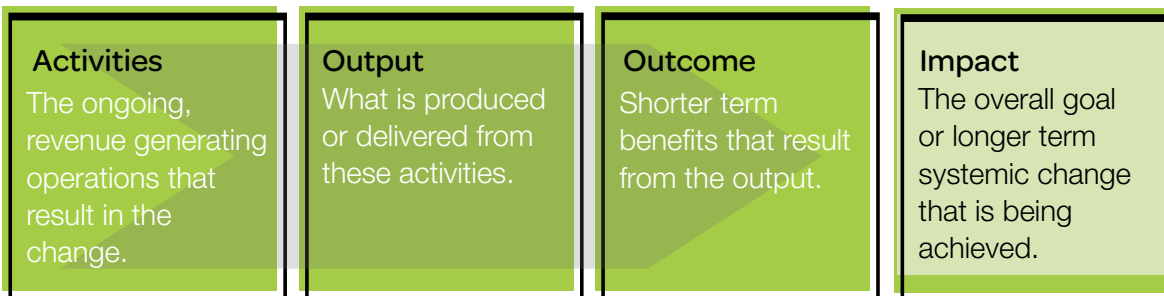 Activities
The ongoing,
revenue generating
operations that
result in the
change.
Output
What is produced
or delivered from
these activities.
Outcome
Shorter term
benefits that result
from the output.
Impact
The overall goal
or longer term
systemic change
that is being
achieved.